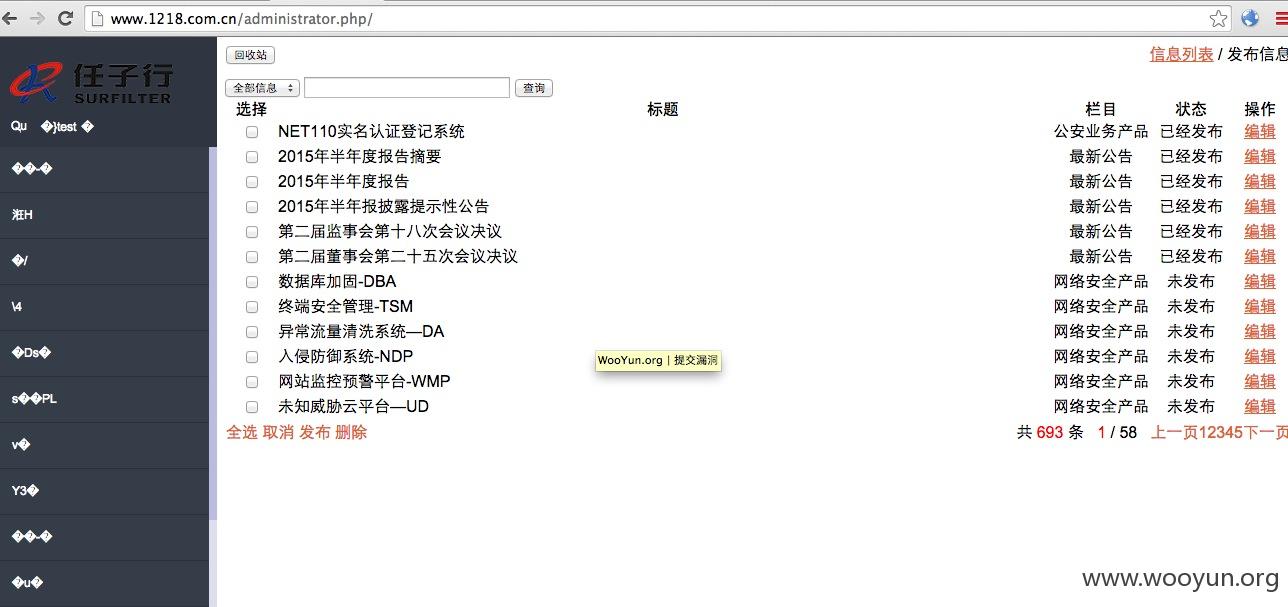 www.1218.com.cn/administrator.php/
任子行
SURFILTER
回收站
信息列表 / 发布信息
全部信息 查询
选择 标题 栏目 状态 操作
NET110实名认证登记系统 公安业务产品 已经发布 编辑
2015年半年度报告摘要 最新公告 已经发布 编辑
2015年半年度报告 最新公告 已经发布 编辑
2015年半年报披露提示性公告 最新公告 已经发布 编辑
第二届监事会第十八次会议决议 最新公告 已经发布 编辑
第二届董事会第二十五次会议决议 最新公告 已经发布 编辑
数据库加固-DBA 网络安全产品 未发布 编辑
终端安全管理-TSM 网络安全产品 未发布 编辑
异常流量清洗系统—DA 网络安全产品 未发布 编辑
入侵防御系统-NDP 网络安全产品 未发布 编辑
网站监控预警平台-WMP 网络安全产品 未发布 编辑
未知威胁云平台—UD 网络安全产品 未发布 编辑
WooYun.org | 提交漏洞
全选 取消 发布 删除
共 693 条 1 / 58 上一页12345下一页
Qu �}test �
��~�
洭H
�/
\4
�Ds�
s��PL
v�
Y3�
��~�
�u�
www.wooyun.org